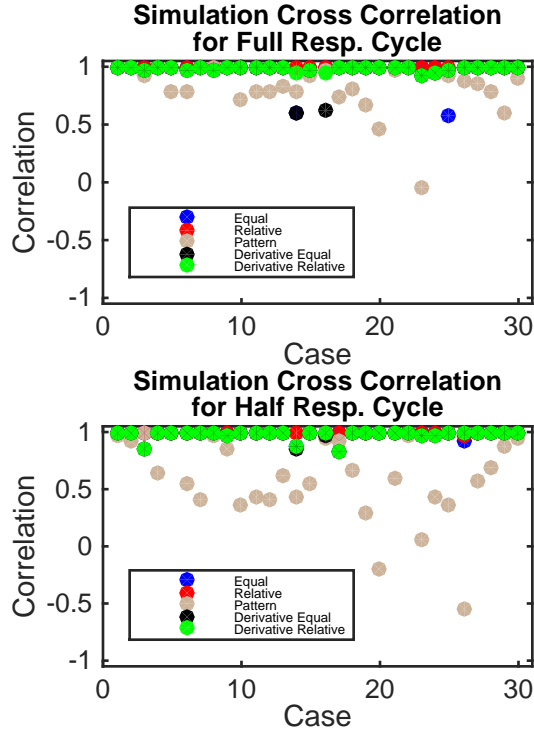 Simulation Cross Correlation
for Full Resp. Cycle
1
0.5
0
-0.5
-1
Correlation
Equal
Relative
Pattern
Derivative Equal
Derivative Relative
0 10 20 30
Case
Simulation Cross Correlation
for Half Resp. Cycle
1
0.5
0
-0.5
-1
Correlation
Equal
Relative
Pattern
Derivative Equal
Derivative Relative
0 10 20 30
Case